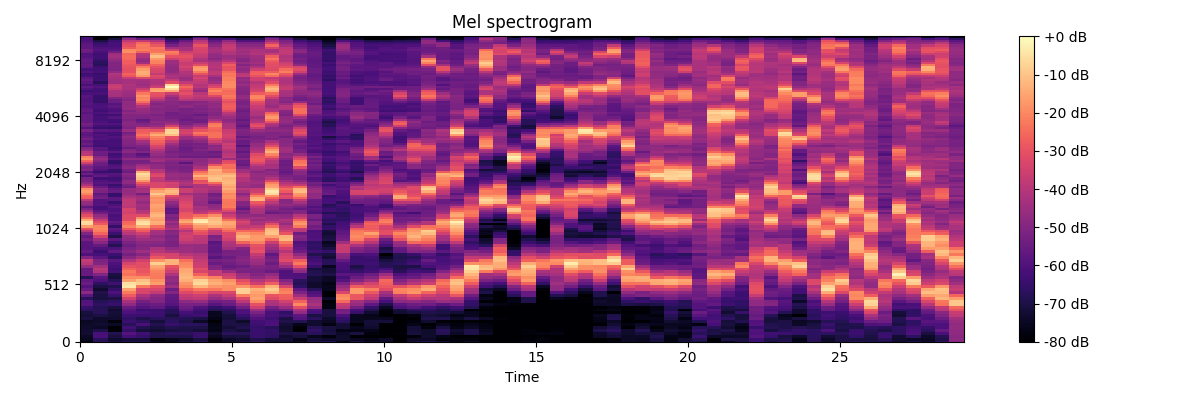 Mel spectrogram
Hz
8192
4096
2048
1024
512
0
0 5 10 15 20 25
Time
+0 dB
-10 dB
-20 dB
-30 dB
-40 dB
-50 dB
-60 dB
-70 dB
-80 dB